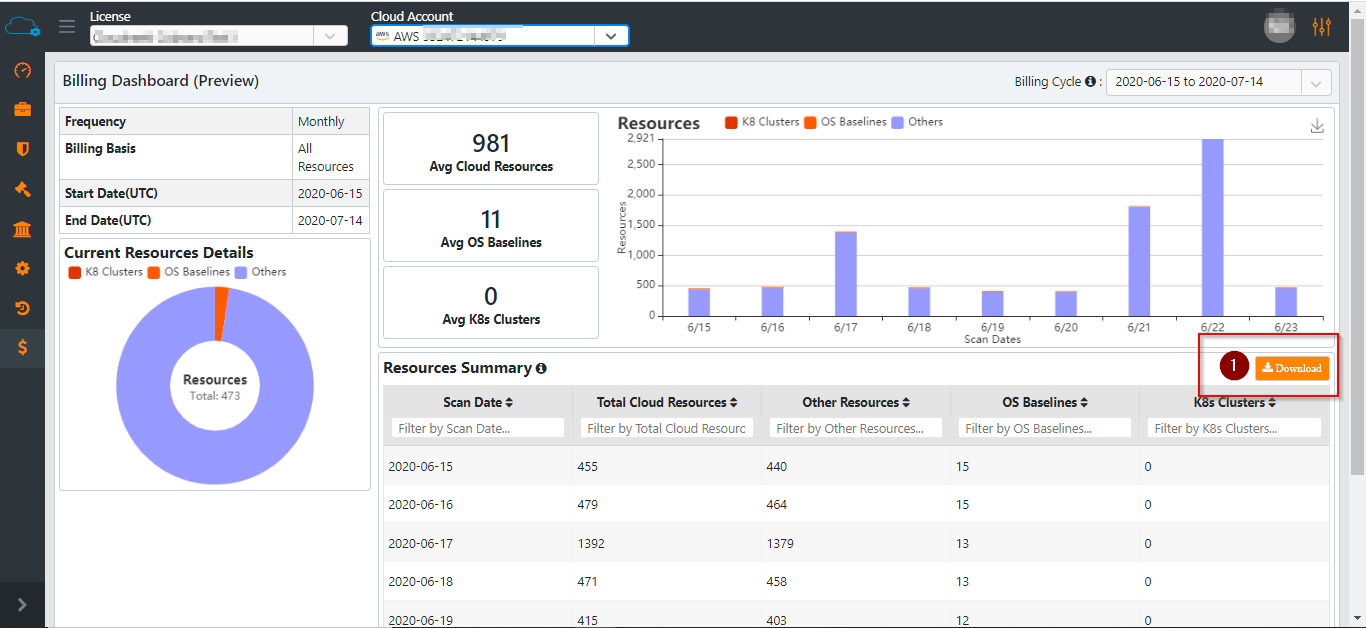 License
Cloud Account
aws AWS
Billing Dashboard (Preview)
Billing Cycle : 2020-06-15 to 2020-07-14
Frequency Monthly
Billing Basis All Resources
Start Date(UTC) 2020-06-15
End Date(UTC) 2020-07-14
Current Resources Details
K8 Clusters OS Baselines Others
Resources
Total: 473
981
Avg Cloud Resources
11
Avg OS Baselines
0
Avg K8s Clusters
Resources K8 Clusters OS Baselines Others
2,921
2,500
2,000
1,500
1,000
500
0
Resources
6/15 6/16 6/17 6/18 6/19 6/20 6/21 6/22 6/23
Scan Dates
Resources Summary
1 Download
Scan Date Total Cloud Resources Other Resources OS Baselines K8s Clusters
Filter by Scan Date... Filter by Total Cloud Resourc Filter by Other Resources... Filter by OS Baselines... Filter by K8s Clusters...
2020-06-15 455 440 15 0
2020-06-16 479 464 15 0
2020-06-17 1392 1379 13 0
2020-06-18 471 458 13 0
2020-06-19 415 403 12 0